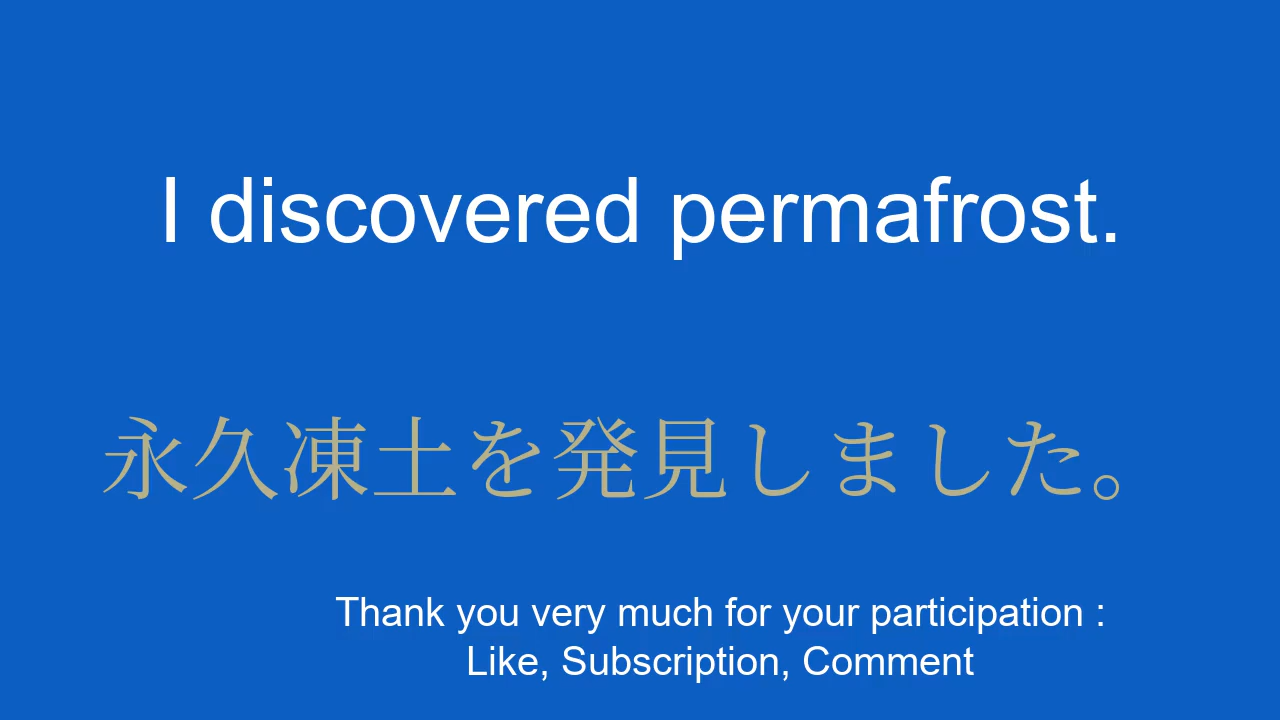 I discovered permafrost.
永久凍土を発見しました。
Thank you very much for your participation :
Like, Subscription, Comment